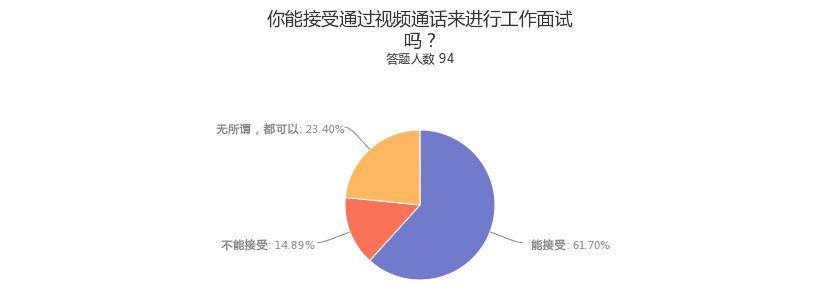 你能接受通过视频通话来进行工作面试
吗？
答题人数 94
无所谓，都可以: 23.40%
不能接受: 14.89%
能接受: 61.70%